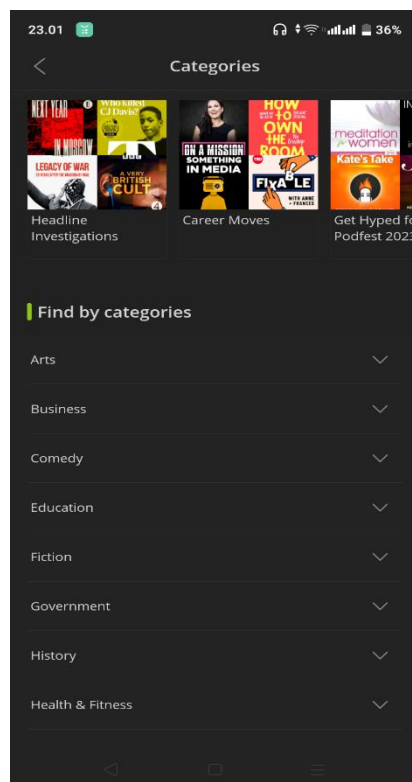 23.01
36%
Categories
NEXT YEAR
IN MOSCOW
Who killed
CJ Davis?
LEGACY OF WAR
A VERY
BRITISH
CULT
ON A MISSION
SOMETHING
IN MEDIA
HOW
TO
OWN
THE
ROOM
FIXABLE
WITH ANNE
+ FRANCES
meditation
for women
Kate's Take
Headline
Investigations
Career Moves
Get Hyped fo
Podfest 202
Find by categories
Arts
Business
Comedy
Education
Fiction
Government
History
Health & Fitness